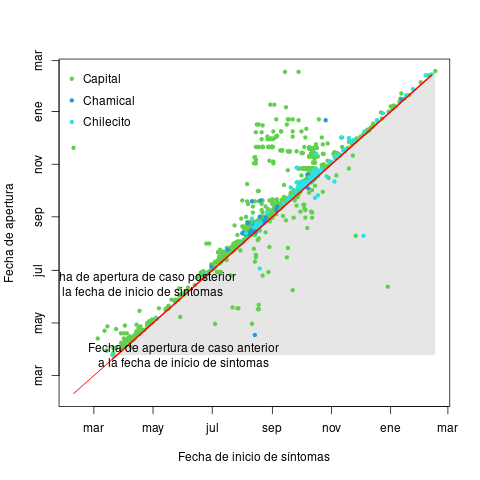 Capital
Chamical
Chilecito
ha de apertura de caso posterior
la fecha de inicio de síntomas
Fecha de apertura de caso anterior
a la fecha de inicio de sintomas
Fecha de apertura
mar
ene
nov
sep
jul
may
mar
mar
may
jul
sep
nov
ene
mar
Fecha de inicio de síntomas